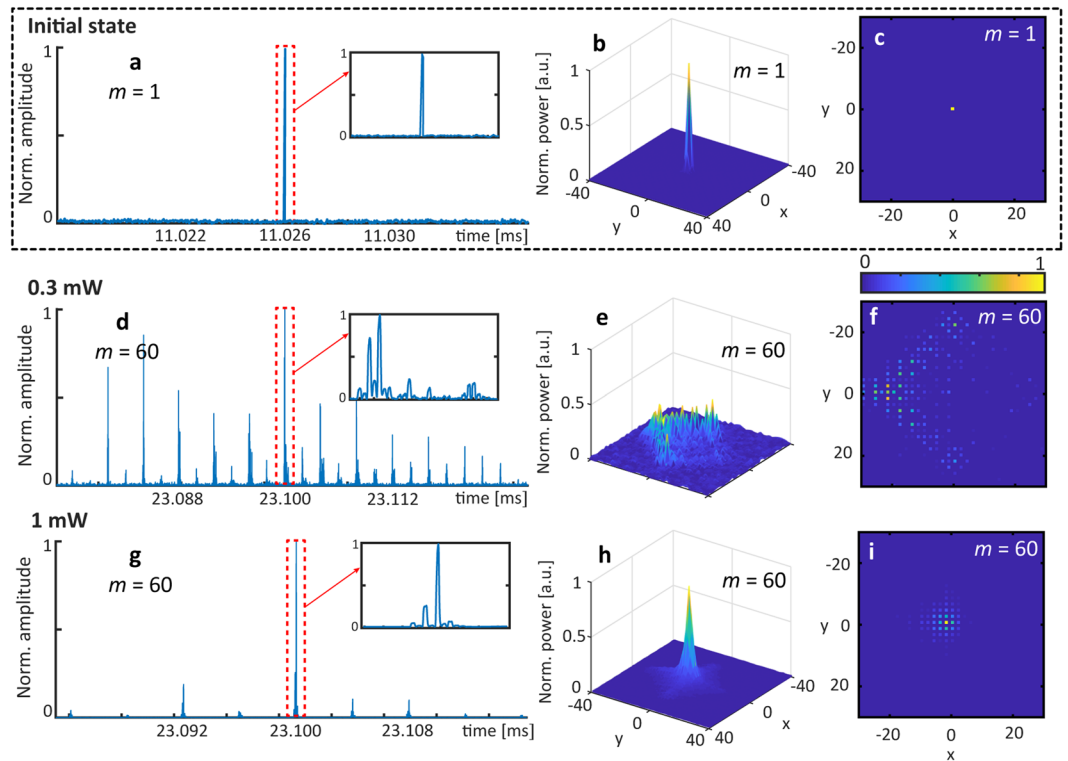 Initial state
a
m = 1
Norm. amplitude
1
0
1
0
11.022 11.026 11.030 time [ms]
b
m = 1
Norm. power [a.u.]
1
0.5
0
-40
0
40
y
40
0
-40
x
c
m = 1
-20
y 0
20
0 20
x
0 1
0.3 mW
d
m = 60
Norm. amplitude
1
0
1
0
23.088 23.100 23.112 time [ms]
e
m = 60
Norm. power [a.u.]
1
0.5
0
f
m = 60
-20
y 0
20
1 mW
g
m = 60
Norm. amplitude
1
0
1
0
23.092 23.100 23.108 time [ms]
h
m = 60
Norm. power [a.u.]
1
0.5
0
-40
0
40
y
40
0
-40
x
i
m = 60
-20
y 0
20
-20 0 20
x